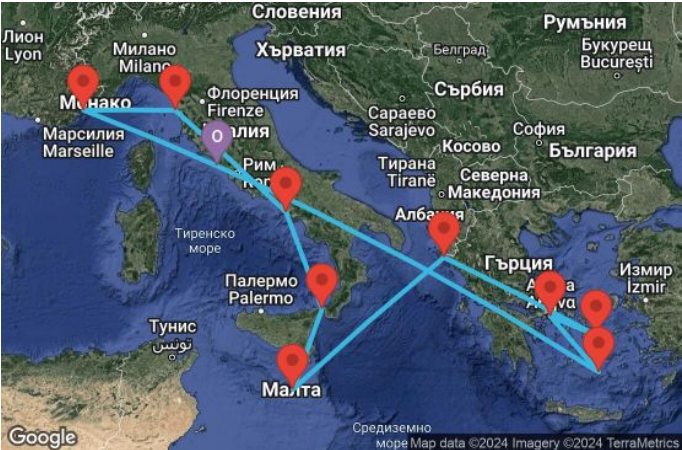 Словения
Лион
Lyon
Милано
Milano
Хърватия
Румъния
Букурещ
București
Белград
Монако
Флоренция
Firenze
Сърбия
Сараево
Sarajevo
Марсилия
Marseille
О
София
Косово
България
Рим
Тирана
Tiranë
Северна
Македония
Албания
Тиренско
море
Гърция
Измир
İzmir
Палермо
Palermo
Тунис
تونس
Малта
Средиземно
море
Google
Map data ©2024 Imagery ©2024 TerraMetrics